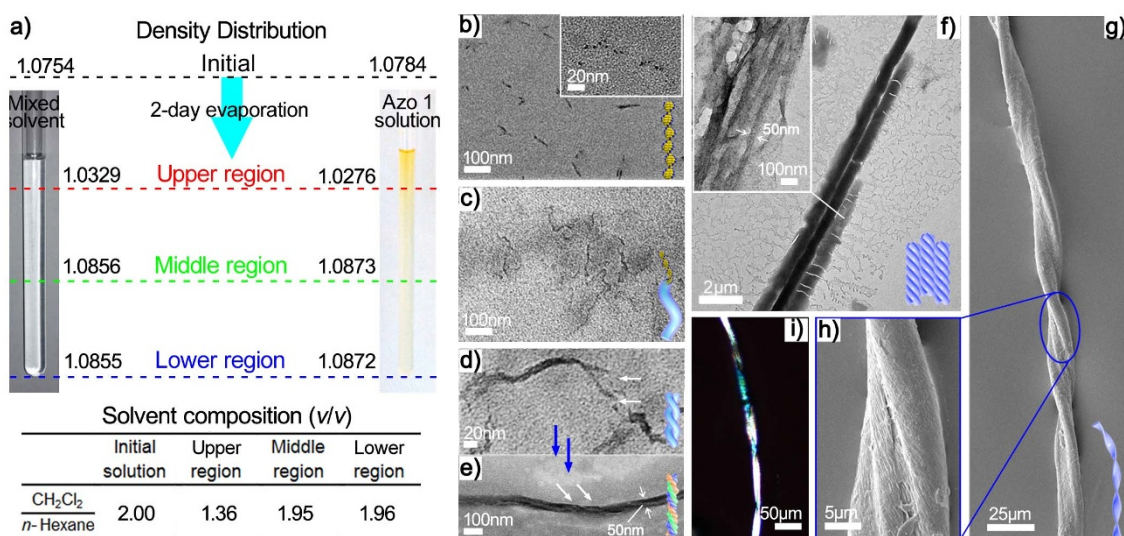 a)
Density Distribution
1.0754 Initial 1.0784
Mixed solvent
2-day evaporation
Azo 1 solution
1.0329 Upper region 1.0276
1.0856 Middle region 1.0873
1.0855 Lower region 1.0872
Solvent composition (v/v)
Initial solution Upper region Middle region Lower region
CH₂Cl₂
n-Hexane
2.00 1.36 1.95 1.96
b)
20nm
100nm
c)
100nm
d)
20nm
e)
50nm
100nm
f)
50nm
100nm
2μm
i)
50μm
h)
5μm
g)
25μm